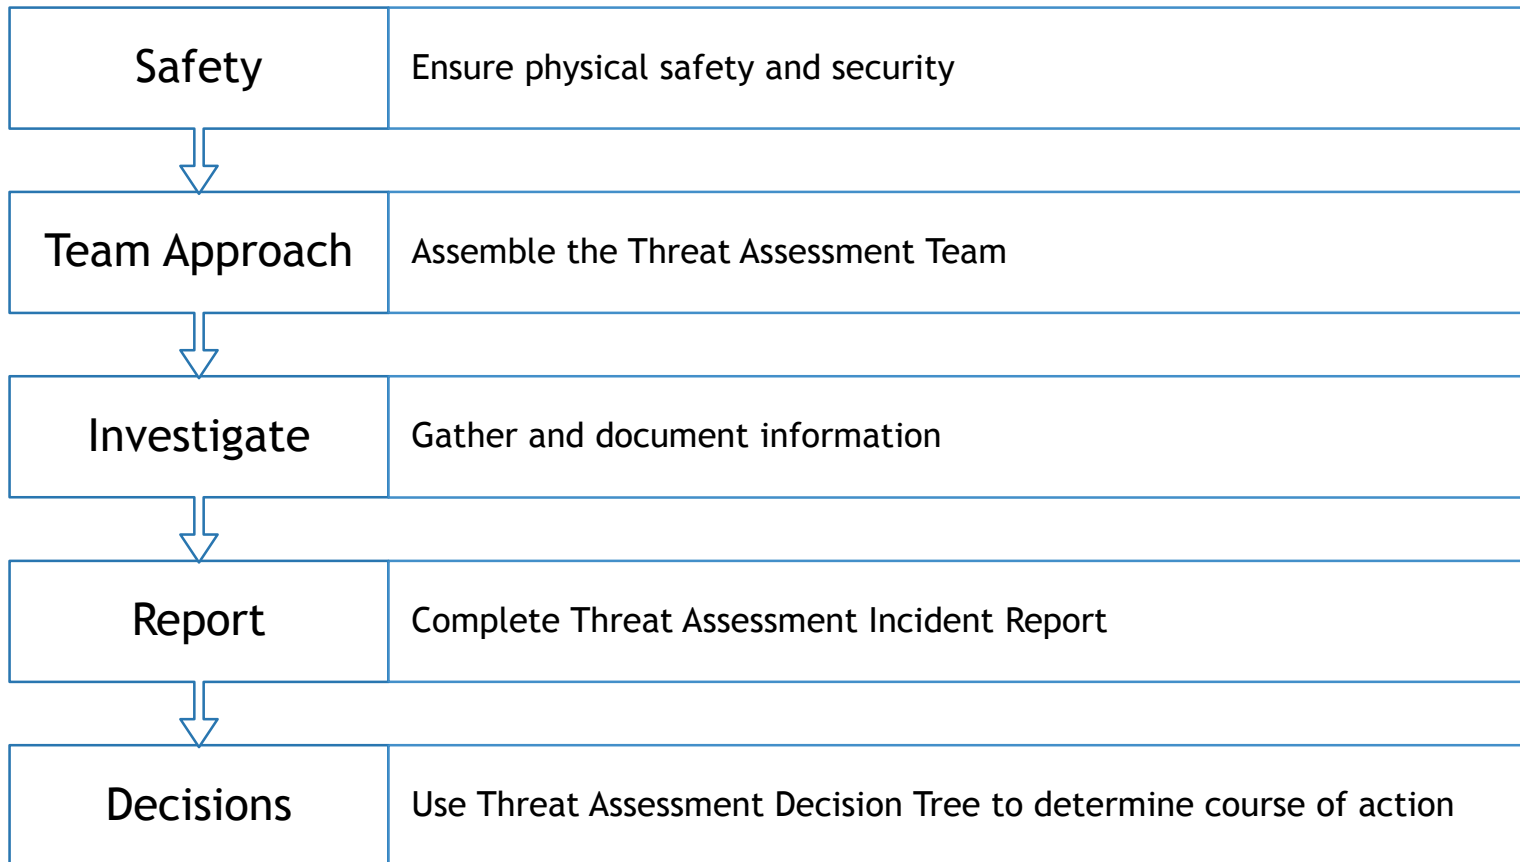 Safety
Ensure physical safety and security
Team Approach
Assemble the Threat Assessment Team
Investigate
Gather and document information
Report
Complete Threat Assessment Incident Report
Decisions
Use Threat Assessment Decision Tree to determine course of action